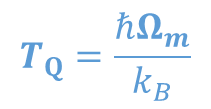 T_Q = ℏΩ_m / k_B